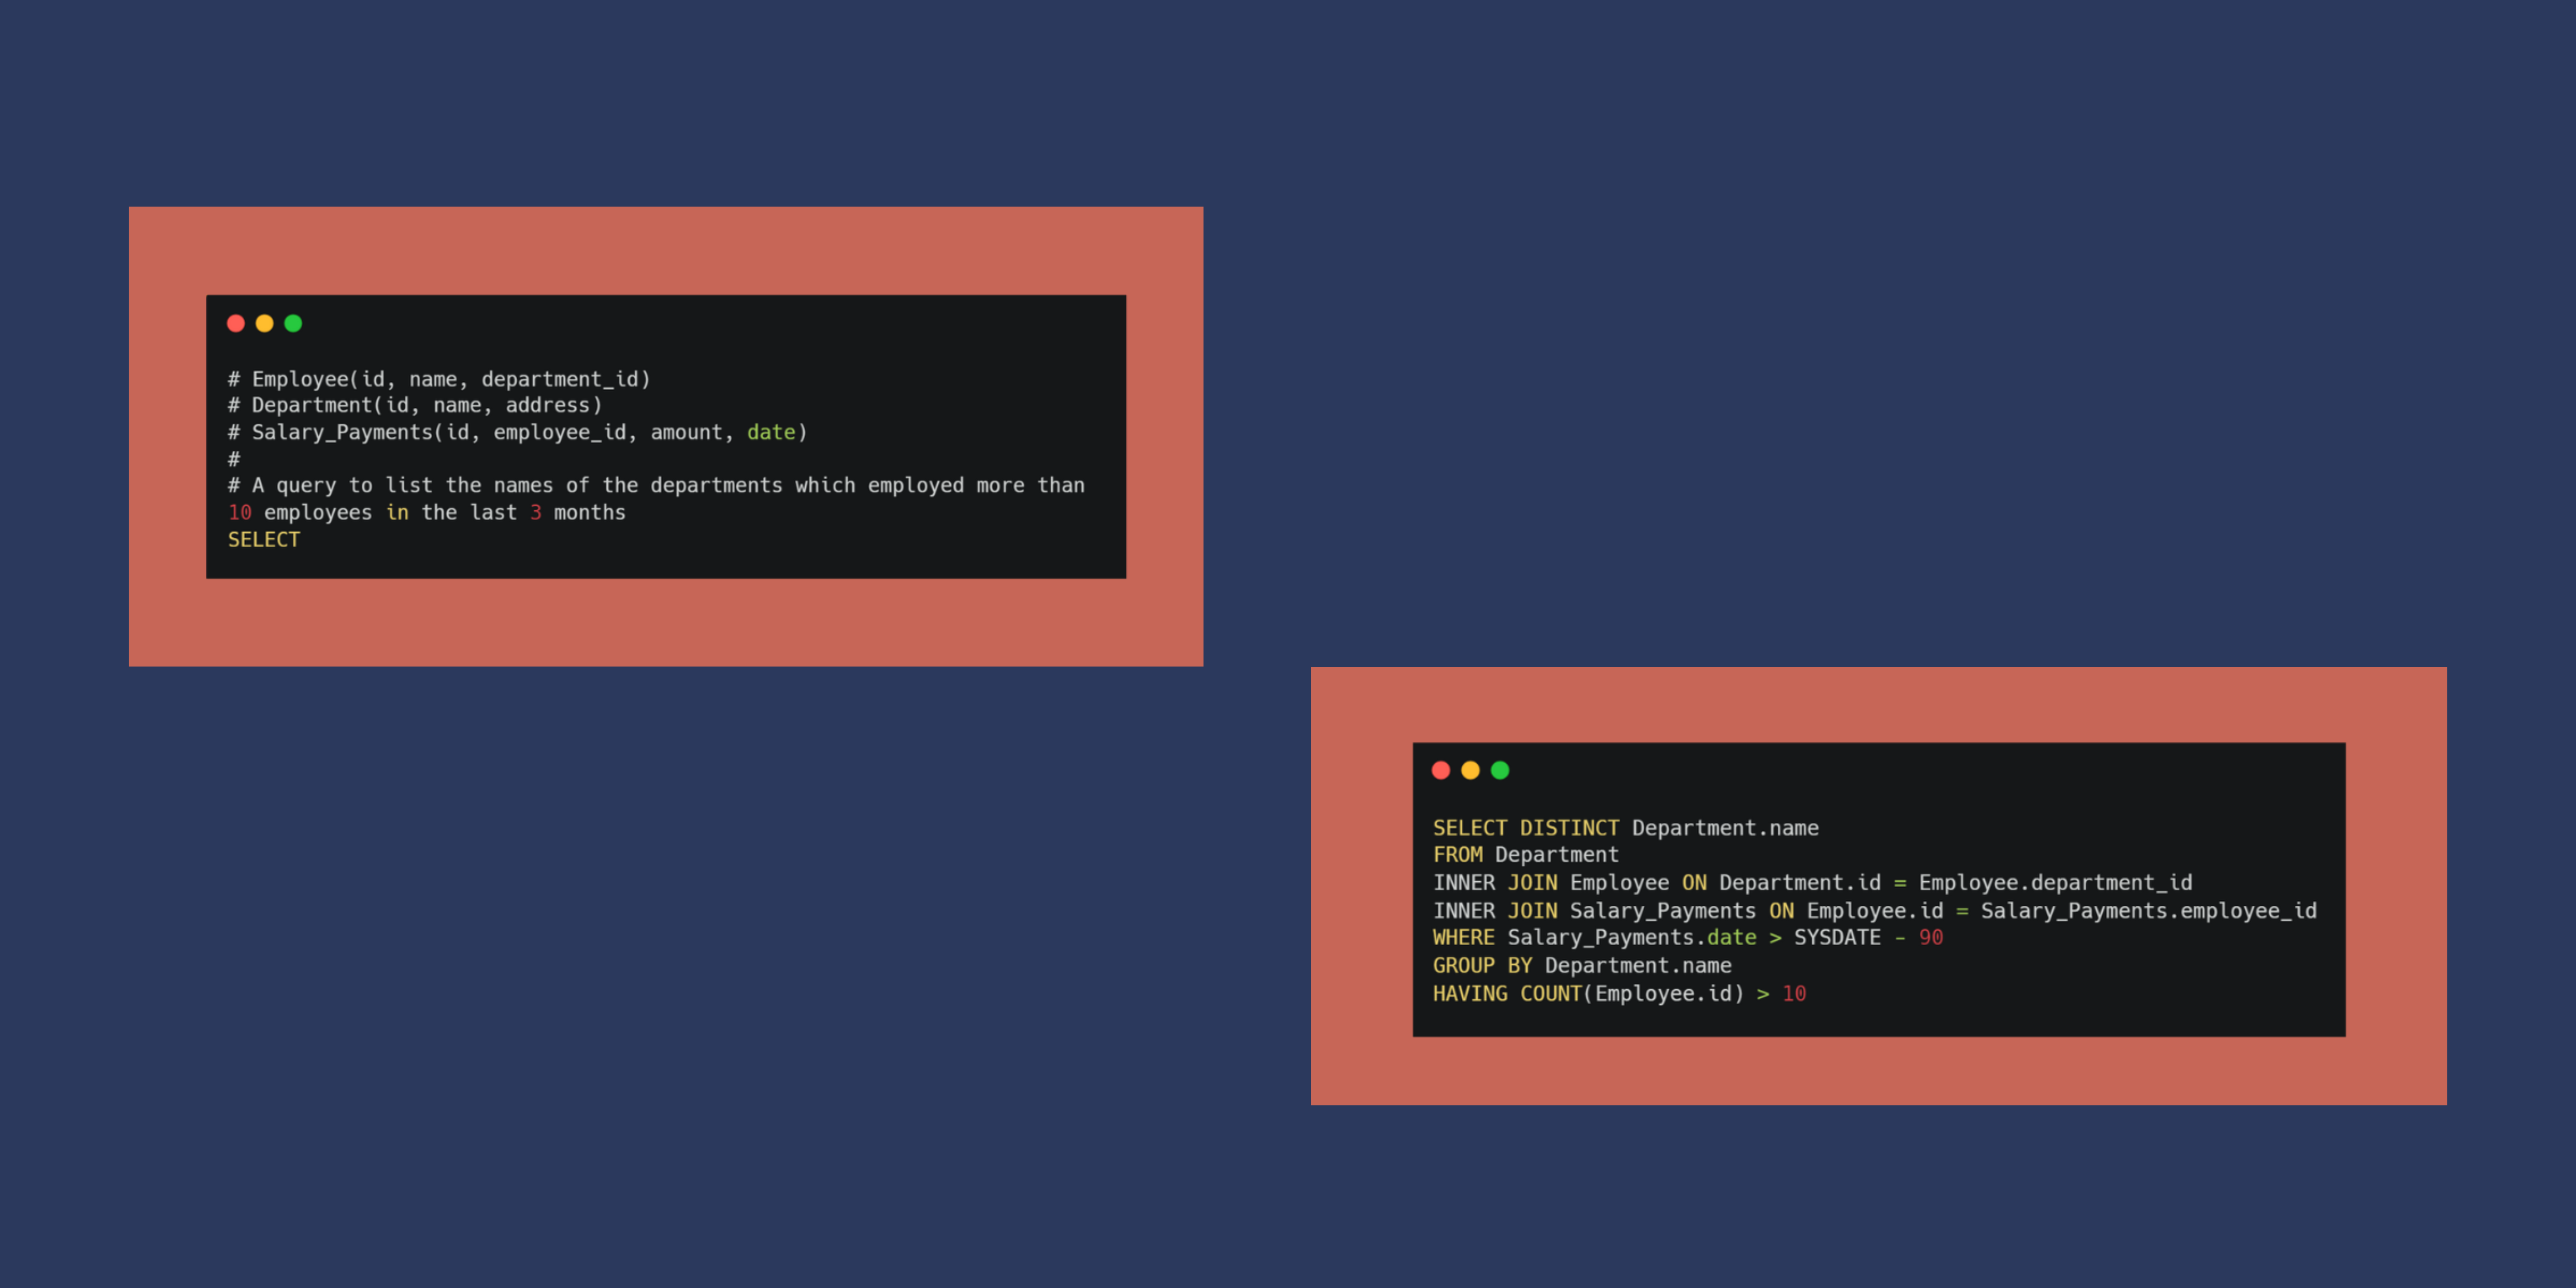 # Employee(id, name, department_id)
# Department(id, name, address)
# Salary_Payments(id, employee_id, amount, date)
#
# A query to list the names of the departments which employed more than
10 employees in the last 3 months
SELECT
SELECT DISTINCT Department.name
FROM Department
INNER JOIN Employee ON Department.id = Employee.department_id
INNER JOIN Salary_Payments ON Employee.id = Salary_Payments.employee_id
WHERE Salary_Payments.date > SYSDATE - 90
GROUP BY Department.name
HAVING COUNT(Employee.id) > 10